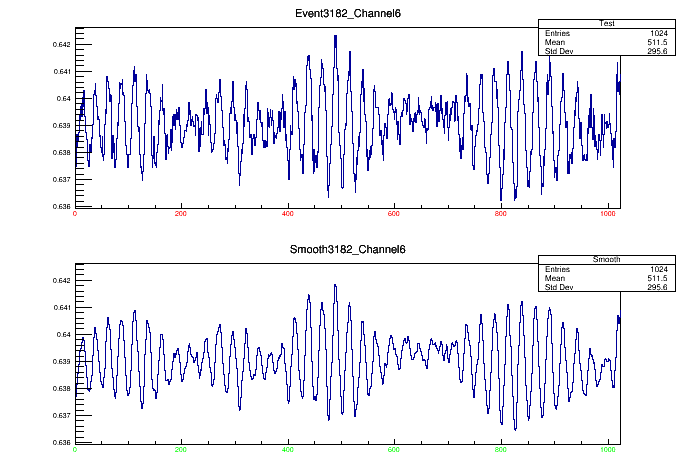 Event3182_Channel6
Test
Entries 1024
Mean 511.5
Std Dev 295.6
0.642
0.641
0.64
0.639
0.638
0.637
0.636
0 200 400 600 800 1000
Smooth3182_Channel6
Smooth
Entries 1024
Mean 511.5
Std Dev 295.6
0.642
0.641
0.64
0.639
0.638
0.637
0.636
0 200 400 600 800 1000